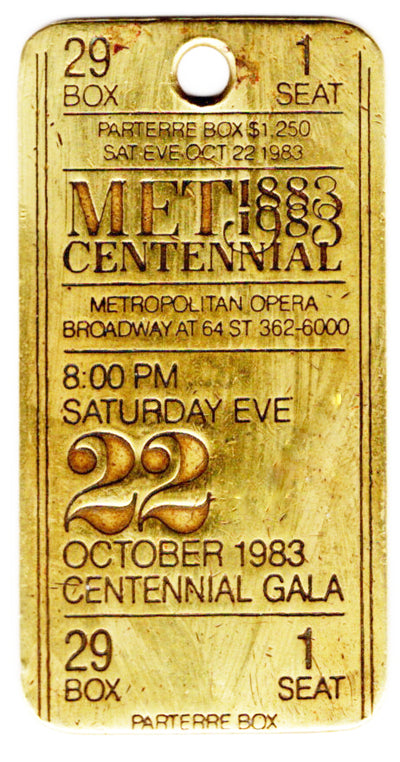 29 1
BOX SEAT
PARTERRE BOX $1,250
SAT EVE OCT 22 1983
MET 1883
1983
CENTENNIAL
METROPOLITAN OPERA
BROADWAY AT 64 ST 362-6000
8:00 PM
SATURDAY EVE
22
OCTOBER 1983
CENTENNIAL GALA
29 1
BOX SEAT
PARTERRE BOX